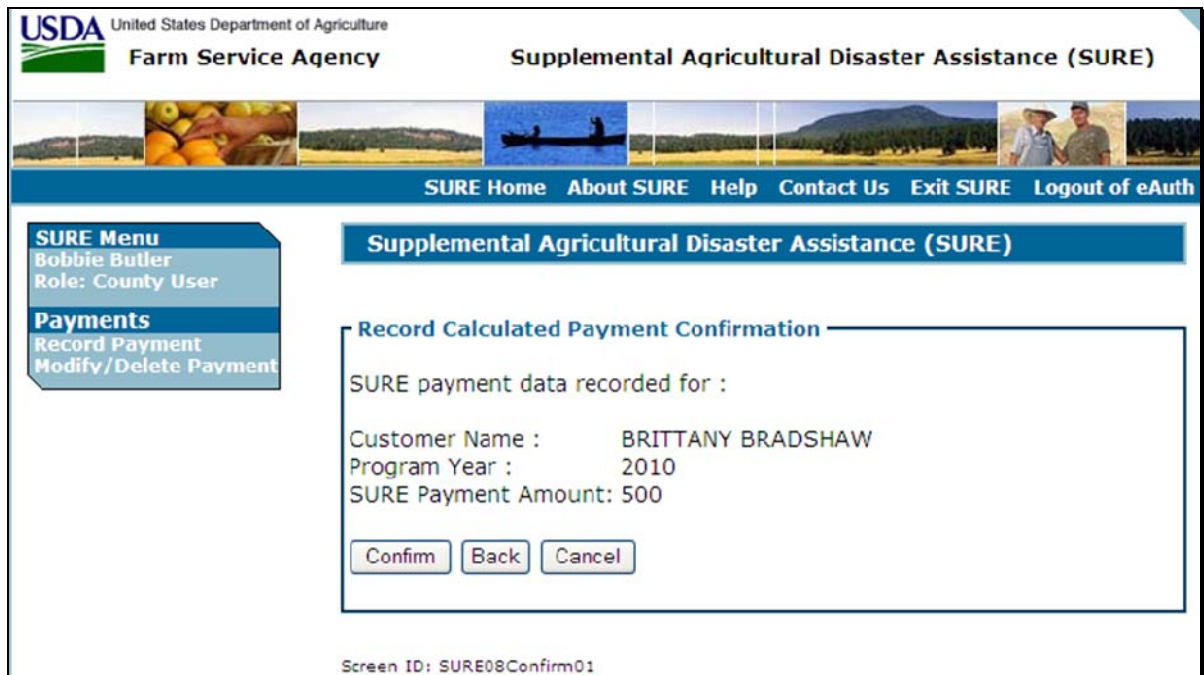 USDA United States Department of Agriculture
Farm Service Agency
Supplemental Agricultural Disaster Assistance (SURE)
SURE Home About SURE Help Contact Us Exit SURE Logout of eAuth
SURE Menu
Bobbie Butler
Role: County User
Payments
Record Payment
Modify/Delete Payment
Supplemental Agricultural Disaster Assistance (SURE)
Record Calculated Payment Confirmation
SURE payment data recorded for :
Customer Name : BRITTANY BRADSHAW
Program Year : 2010
SURE Payment Amount: 500
Confirm Back Cancel
Screen ID: SURE08Confirm01